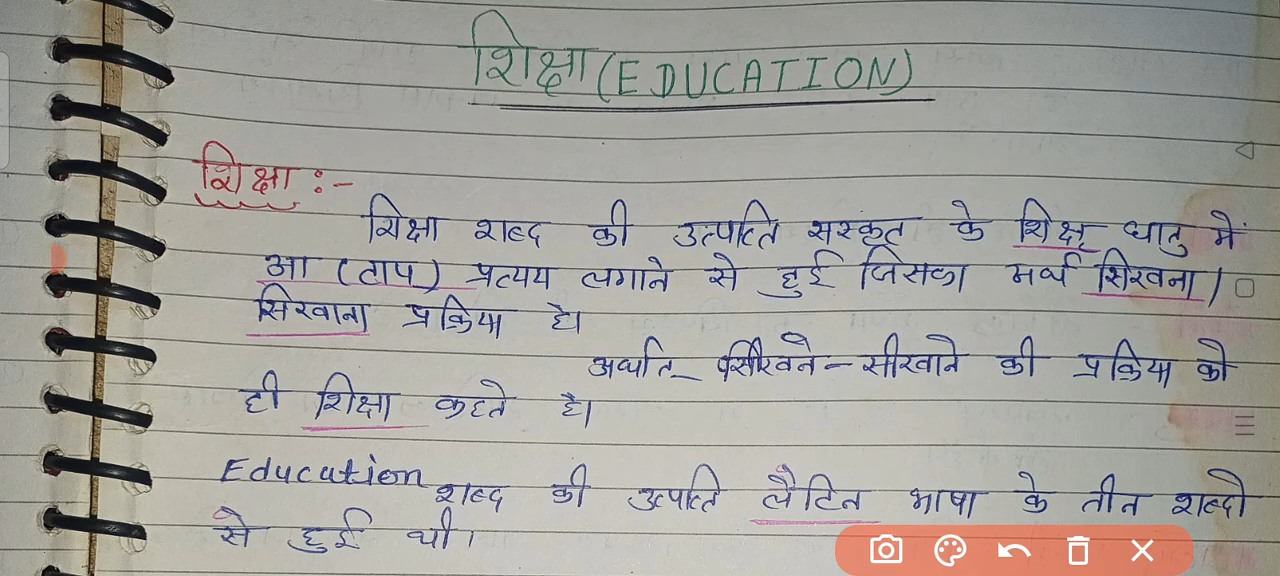 शिक्षा (EDUCATION)
शिक्षा :-
शिक्षा शब्द की उत्पत्ति संस्कृत के शिक्ष् धातु में
आ (टाप) प्रत्यय लगाने से हुई जिसका अर्थ सिखना /
सिखाना प्रक्रिया है।
अर्थात् सीखने - सीखाने की प्रक्रिया को
ही शिक्षा कहते है।
Education शब्द की उत्पत्ति लैटिन भाषा के तीन शब्दो
से हुई थी।